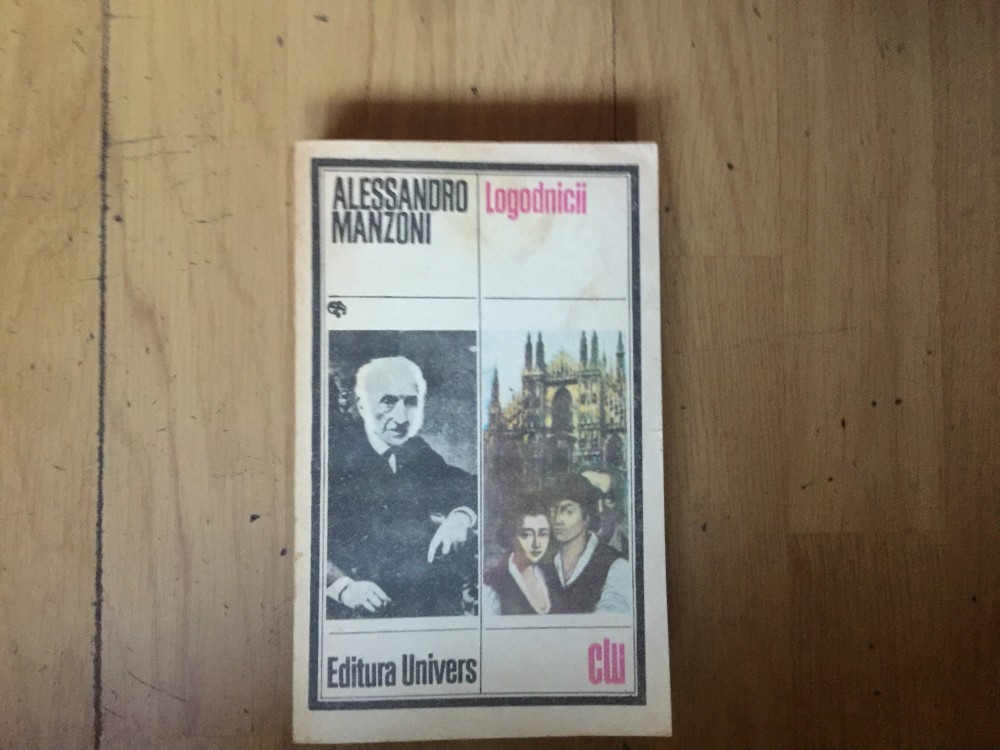 ALESSANDRO
MANZONI
Logodnicii
Editura Univers
clu